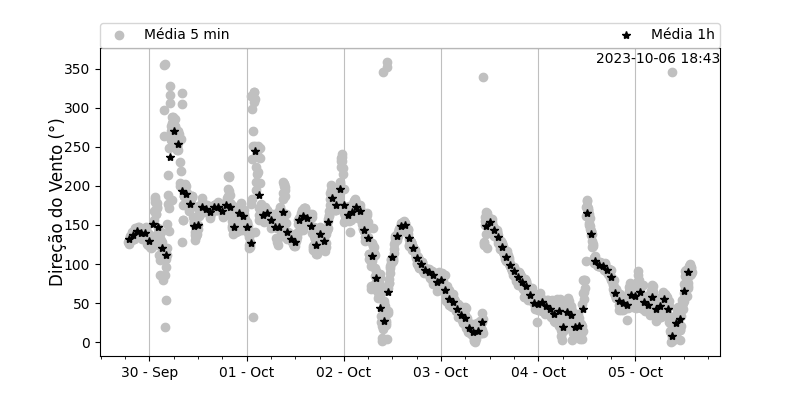 Média 5 min
Média 1h
2023-10-06 18:43
Direção do Vento (°)
350
300
250
200
150
100
50
0
30 - Sep
01 - Oct
02 - Oct
03 - Oct
04 - Oct
05 - Oct